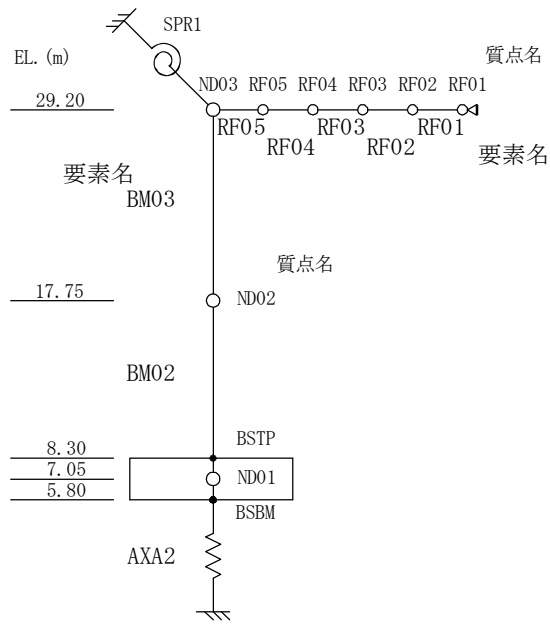 SPR1
EL.(m)
質点名
ND03 RF05 RF04 RF03 RF02 RF01
29.20
RF05 RF04 RF03 RF02 RF01
要素名
要素名
BM03
質点名
17.75
ND02
BM02
8.30
BSTP
7.05
ND01
5.80
BSBM
AXA2